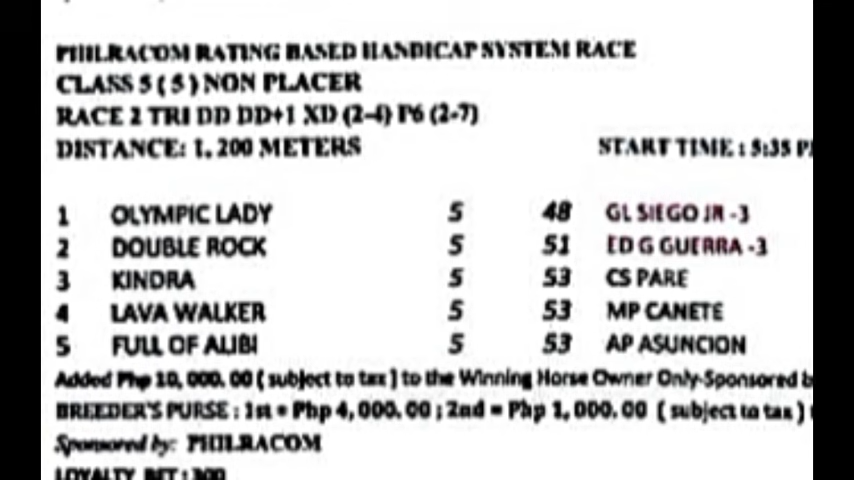 PHILRACOM RATING BASED HANDICAP SYSTEM RACE
CLASS 5 ( 5 ) NON PLACER
RACE 2 TRI DD DD+1 XD (2-4) P6 (2-7)
DISTANCE: 1, 200 METERS START TIME : 5:35 P
1 OLYMPIC LADY 5 48 GL SIEGO JR -3
2 DOUBLE ROCK 5 51 ED G GUERRA -3
3 KINDRA 5 53 CS PARE
4 LAVA WALKER 5 53 MP CANETE
5 FULL OF ALIBI 5 53 AP ASUNCION
Added Php 10, 000. 00 ( subject to tax ) to the Winning Horse Owner Only-Sponsored b
BREEDER'S PURSE : 1st = Php 4, 000. 00 ; 2nd = Php 1, 000. 00 ( subject to tax )
Sponsored by: PHILRACOM
LOYALTY BET : 300